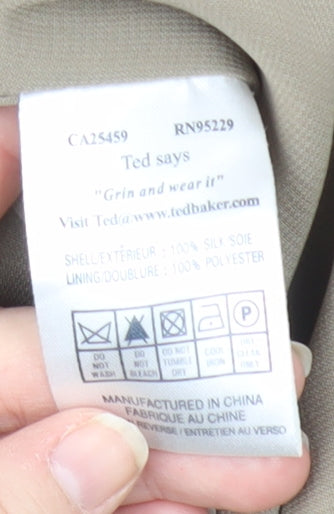 CA25459 RN95229
Ted says
"Grin and wear it"
Visit Ted@www.tedbaker.com
SHELL/EXTÉRIEUR : 100% SILK/SOIE
LINING/DOUBLURE : 100% POLYESTER
P
DO NOT WASH
DO NOT BLEACH
DO NOT TUMBLE DRY
COOL IRON
DRY CLEAN ONLY
MANUFACTURED IN CHINA
FABRIQUE AU CHINE
REVERSE / ENTRETIEN AU VERSO